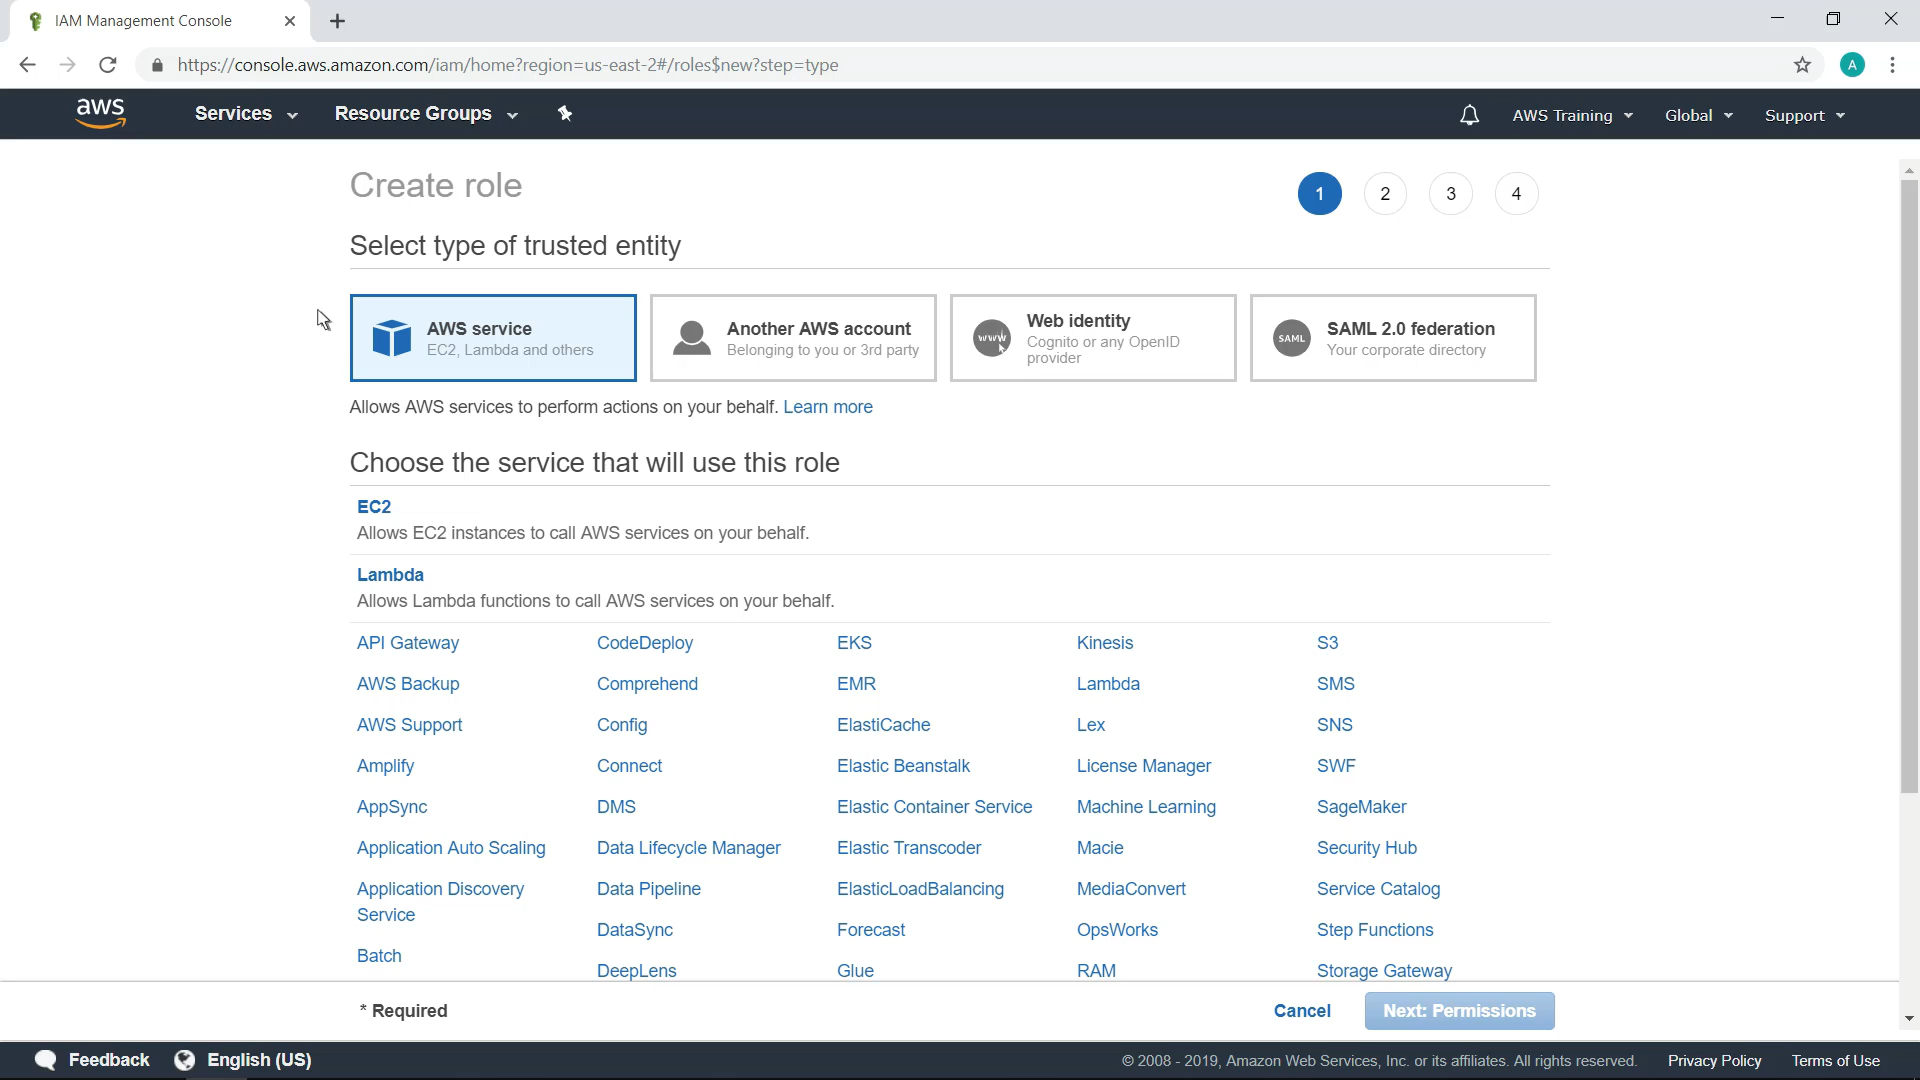 IAM Management Console
https://console.aws.amazon.com/iam/home?region=us-east-2#/roles$new?step=type
A
aws
Services
Resource Groups
AWS Training
Global
Support
Create role
1
2
3
4
Select type of trusted entity
AWS service
EC2, Lambda and others
Another AWS account
Belonging to you or 3rd party
www
Web identity
Cognito or any OpenID
provider
SAML
SAML 2.0 federation
Your corporate directory
Allows AWS services to perform actions on your behalf. Learn more
Choose the service that will use this role
EC2
Allows EC2 instances to call AWS services on your behalf.
Lambda
Allows Lambda functions to call AWS services on your behalf.
API Gateway
AWS Backup
AWS Support
Amplify
AppSync
Application Auto Scaling
Application Discovery
Service
Batch
CodeDeploy
Comprehend
Config
Connect
DMS
Data Lifecycle Manager
Data Pipeline
DataSync
DeepLens
EKS
EMR
ElastiCache
Elastic Beanstalk
Elastic Container Service
Elastic Transcoder
ElasticLoadBalancing
Forecast
Glue
Kinesis
Lambda
Lex
License Manager
Machine Learning
Macie
MediaConvert
OpsWorks
RAM
S3
SMS
SNS
SWF
SageMaker
Security Hub
Service Catalog
Step Functions
Storage Gateway
* Required
Cancel
Next: Permissions
Feedback
English (US)
© 2008 - 2019, Amazon Web Services, Inc. or its affiliates. All rights reserved.
Privacy Policy
Terms of Use